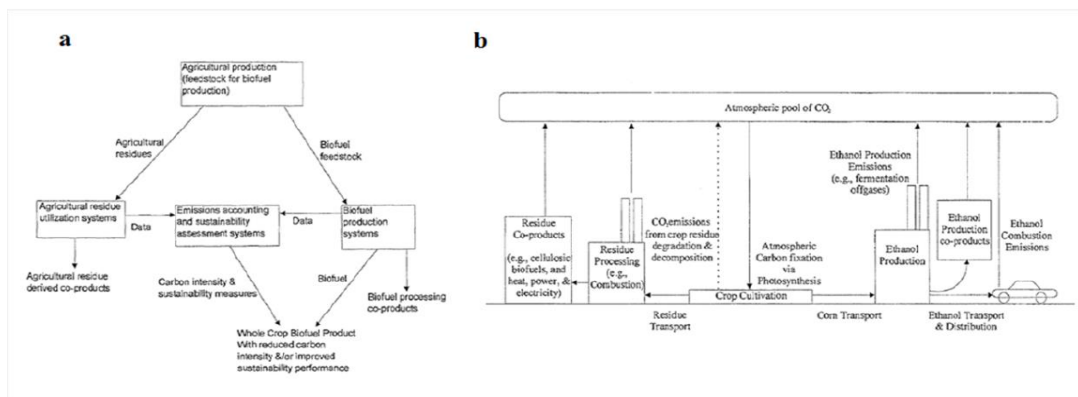 a
Agricultural production
(feedstock for biofuel
production)
Agricultural
residues
Biofuel
feedstock
Agricultural residue
utilization systems
Data
Emissions accounting
and sustainability
assessment systems
Data
Biofuel
production
systems
Agricultural residue
derived co-products
Carbon intensity &
sustainability measures
Biofuel
Biofuel processing
co-products
Whole Crop Biofuel Product
With reduced carbon
intensity &/or improved
sustainability performance
b
Atmospheric pool of CO₂
Residue
Co-products
(e.g., cellulosic
biofuels, and
heat, power, &
electricity)
Residue
Processing
(e.g.,
Combustion)
CO₂emissions
from crop residue
degradation &
decomposition
Atmospheric
Carbon fixation
via
Photosynthesis
Ethanol Production
Emissions
(e.g., fermentation
offgases)
Ethanol
Production
Ethanol
Production
co-products
Ethanol
Combustion
Emissions
Crop Cultivation
Residue
Transport
Corn Transport
Ethanol Transport
& Distribution